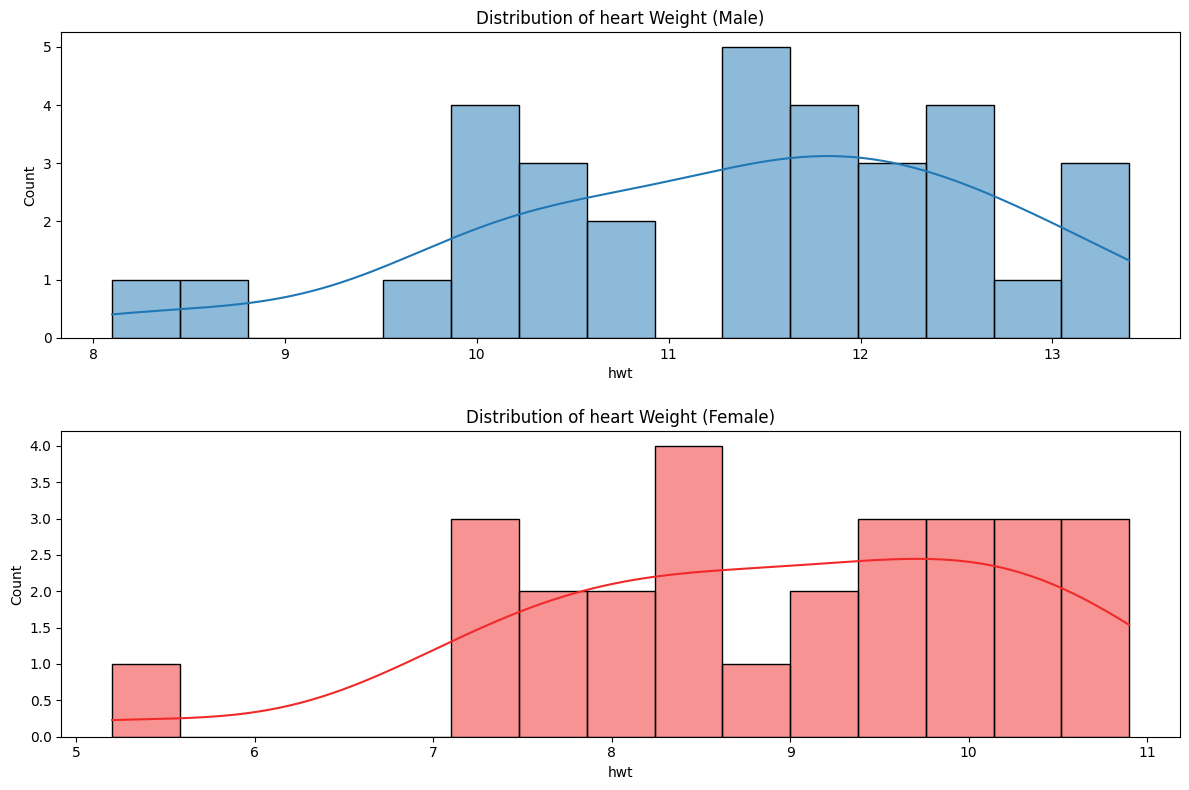 Distribution of heart Weight (Male)
5
4
3
2
1
0
Count
8 9 10 11 12 13
hwt
Distribution of heart Weight (Female)
4.0
3.5
3.0
2.5
2.0
1.5
1.0
0.5
0.0
Count
5 6 7 8 9 10 11
hwt